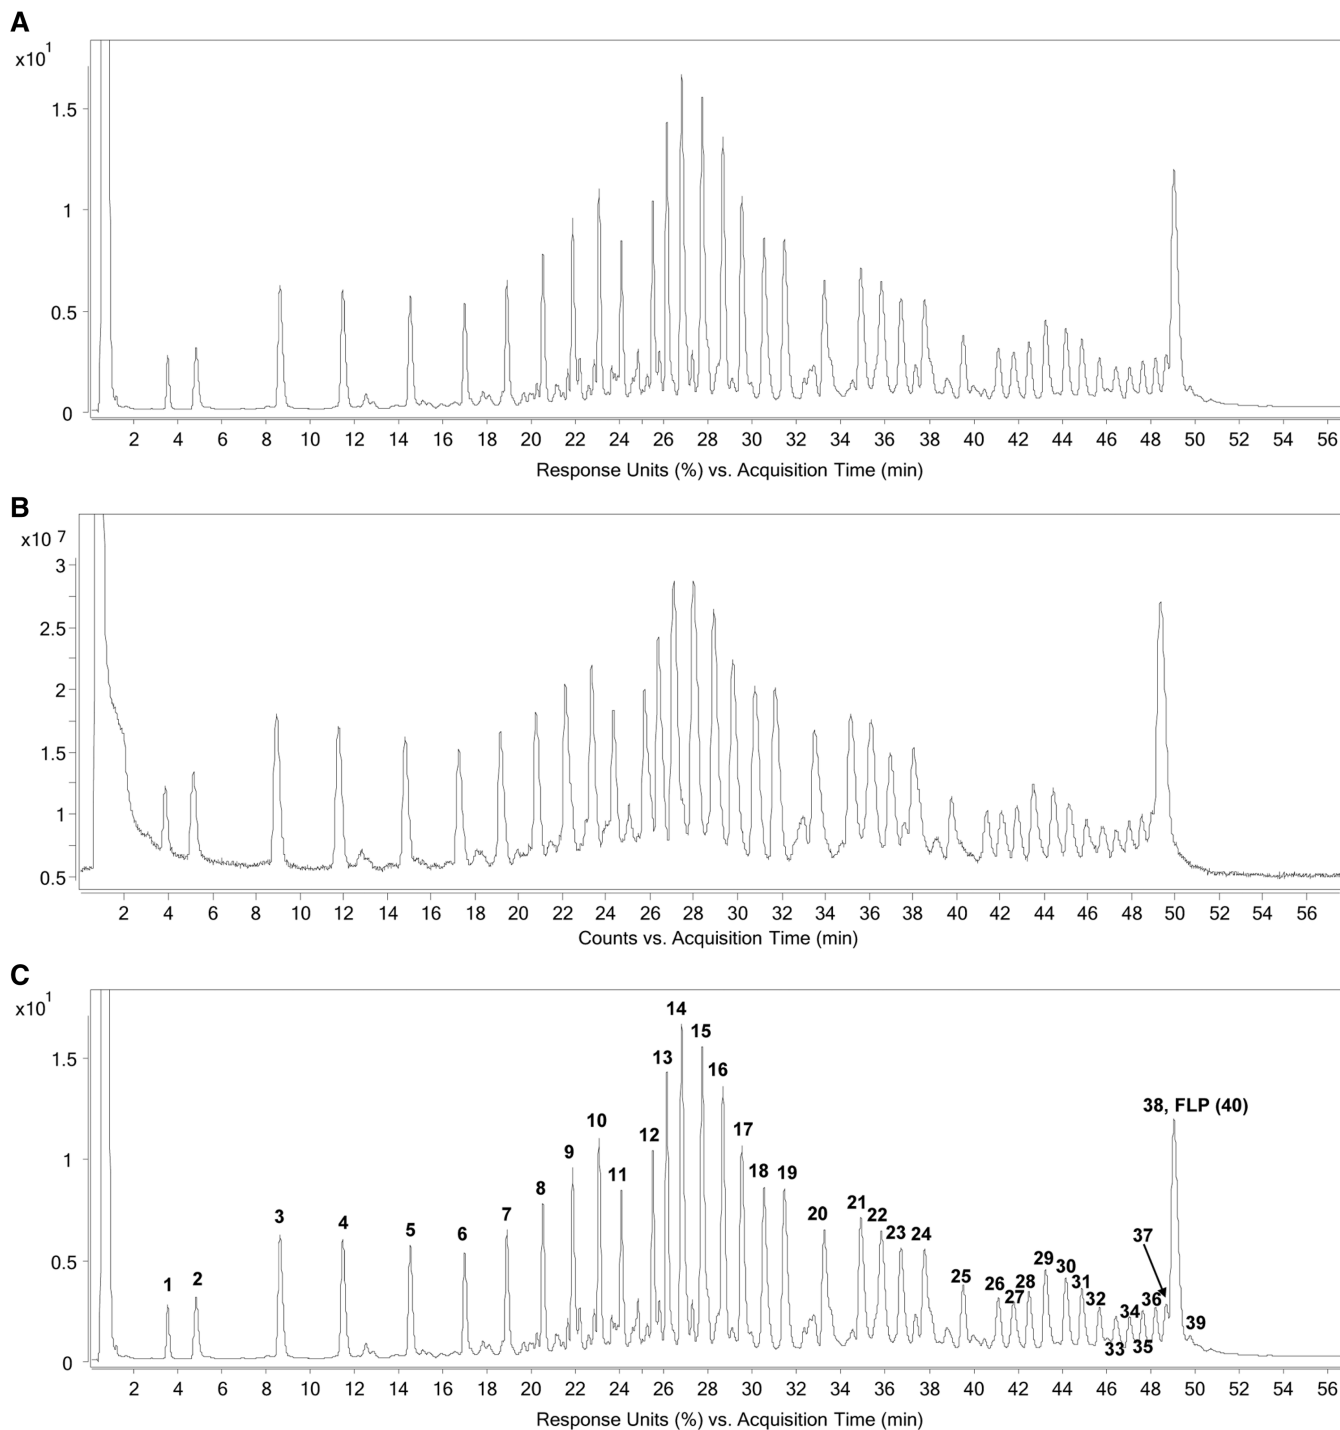 A
x10^1
1.5
1
0.5
0
2 4 6 8 10 12 14 16 18 20 22 24 26 28 30 32 34 36 38 40 42 44 46 48 50 52 54 56
Response Units (%) vs. Acquisition Time (min)
B
x10 7
3
2.5
2
1.5
1
0.5
2 4 6 8 10 12 14 16 18 20 22 24 26 28 30 32 34 36 38 40 42 44 46 48 50 52 54 56
Counts vs. Acquisition Time (min)
C
x10^1
1.5
1
0.5
0
1 2 3 4 5 6 7 8 9 10 11 12 13 14 15 16 17 18 19 20 21 22 23 24 25 26 27 28 29 30 31 32 33 34 35 36 37
38, FLP (40)
39
2 4 6 8 10 12 14 16 18 20 22 24 26 28 30 32 34 36 38 40 42 44 46 48 50 52 54 56
Response Units (%) vs. Acquisition Time (min)